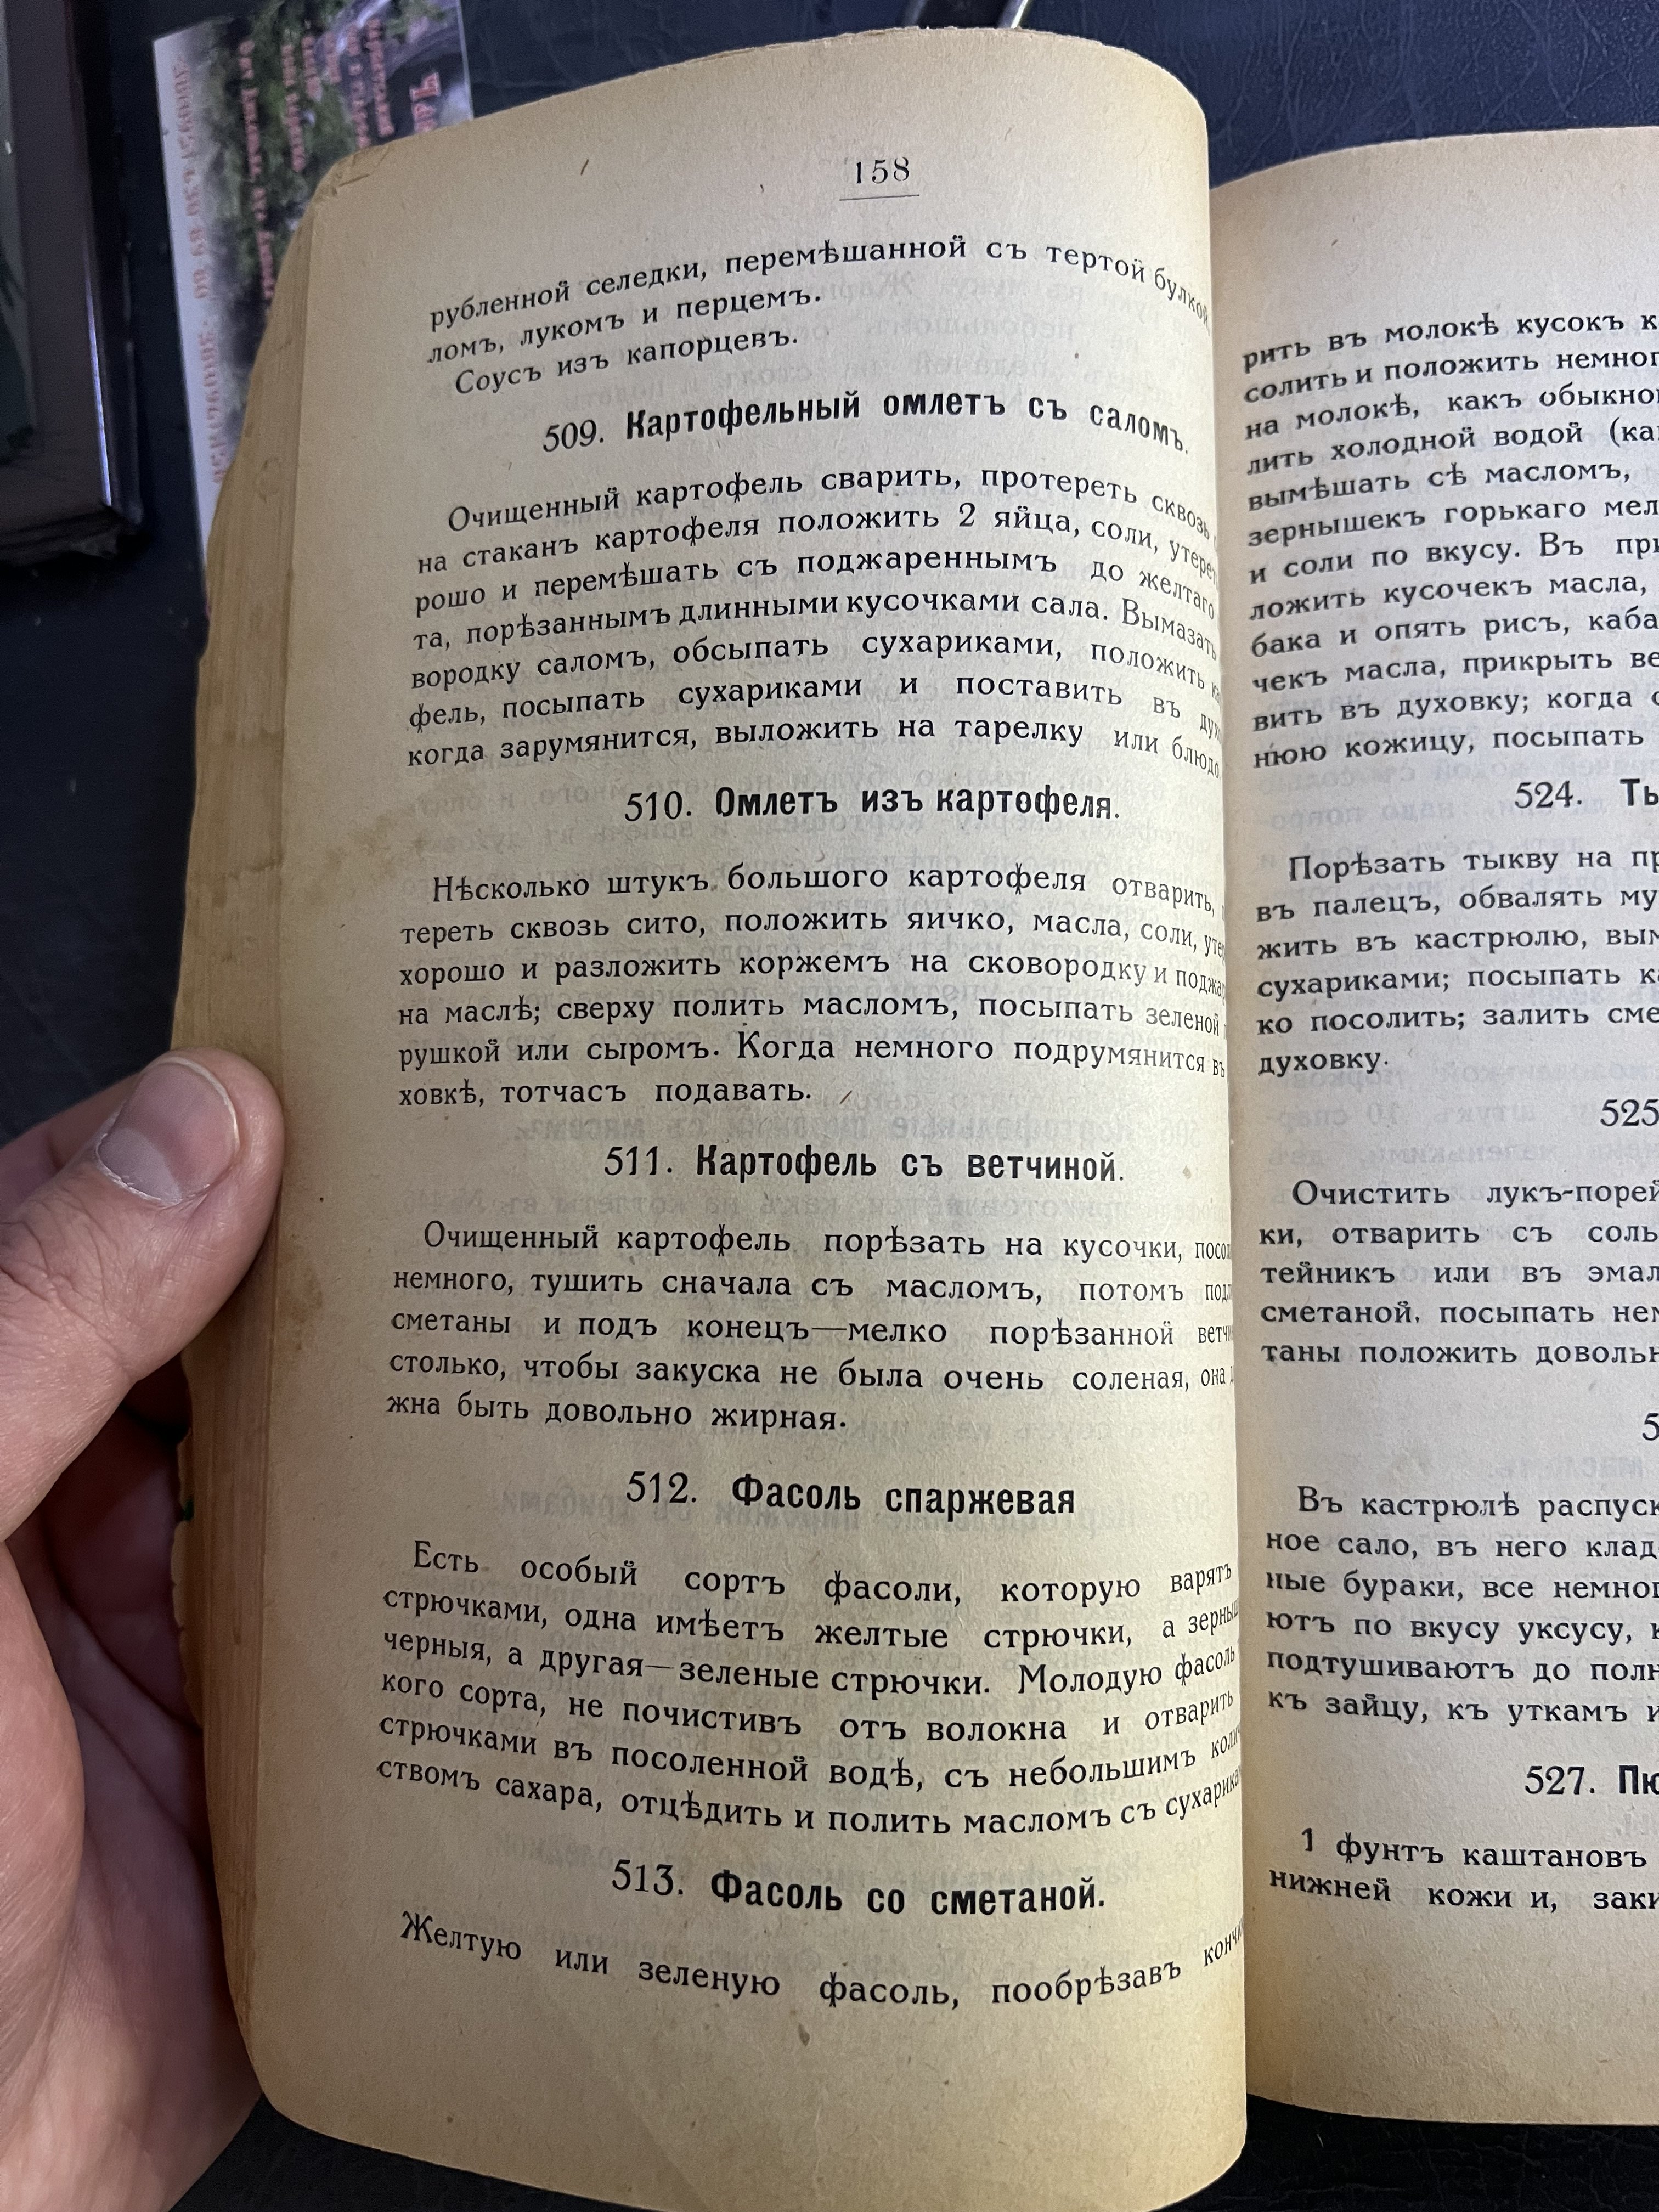 158
рубленной селедки, перемѣшанной съ тертой булкой
ломъ, лукомъ и перцемъ.
Соусъ изъ капорцевъ.
509. Картофельный омлетъ съ саломъ.
Очищенный картофель сварить, протереть сквозь
на стаканъ картофеля положить 2 яйца, соли,
рошо и перемѣшать съ поджареннымъ до желтаго
та, порѣзаннымъ длинными кусочками сала. Вымазать
вородку саломъ, обсыпать сухариками, положить
фель, посыпать сухариками и поставить въ
когда зарумянится, выложить на тарелку или блюдо
510. Омлетъ изъ картофеля.
Нѣсколько штукъ большого картофеля отварить,
тереть сквозь сито, положить яичко, масла, соли,
хорошо и разложить коржемъ на сковородку и
на маслѣ; сверху полить масломъ, посыпать зеленой
рушкой или сыромъ. Когда немного подрумянится въ
ховкѣ, тотчасъ подавать.
511. Картофель съ ветчиной.
Очищенный картофель порѣзать на кусочки,
немного, тушить сначала съ масломъ, потомъ
сметаны и подъ конецъ—мелко порѣзанной
столько, чтобы закуска не была очень соленая, она
жна быть довольно жирная.
512. Фасоль спаржевая
Есть особый сортъ фасоли, которую варятъ
стрючками, одна имѣетъ желтые стрючки, а
черныя, а другая—зеленые стрючки. Молодую фасоль
кого сорта, не почистивъ отъ волокна и отварить
стрючками въ посоленной водѣ, съ небольшимъ
ствомъ сахара, отцѣдить и полить масломъ съ
513. Фасоль со сметаной.
Желтую или зеленую фасоль, пообрѣзавъ
рить въ молокѣ кусокъ
солить и положить
на молокѣ, какъ
лить холодной водой
вымѣшать сѣ масломъ,
зернышекъ горькаго
и соли по вкусу. Въ
ложить кусочекъ масла,
бака и опять рисъ,
чекъ масла, прикрыть
вить въ духовку; когда
нюю кожицу, посыпать
524.
Порѣзать тыкву на
въ палецъ, обвалять
жить въ кастрюлю,
сухариками; посыпать
ко посолить; залить
духовку.
525
Очистить лукъ-порей
ки, отварить съ
тейникъ или въ
сметаной, посыпать
таны положить
5
Въ кастрюлѣ
ное сало, въ него
ные бураки, все
ютъ по вкусу уксусу,
подтушиваютъ до
къ зайцу, къ уткамъ
527.
1 фунтъ каштановъ
нижней кожи и,